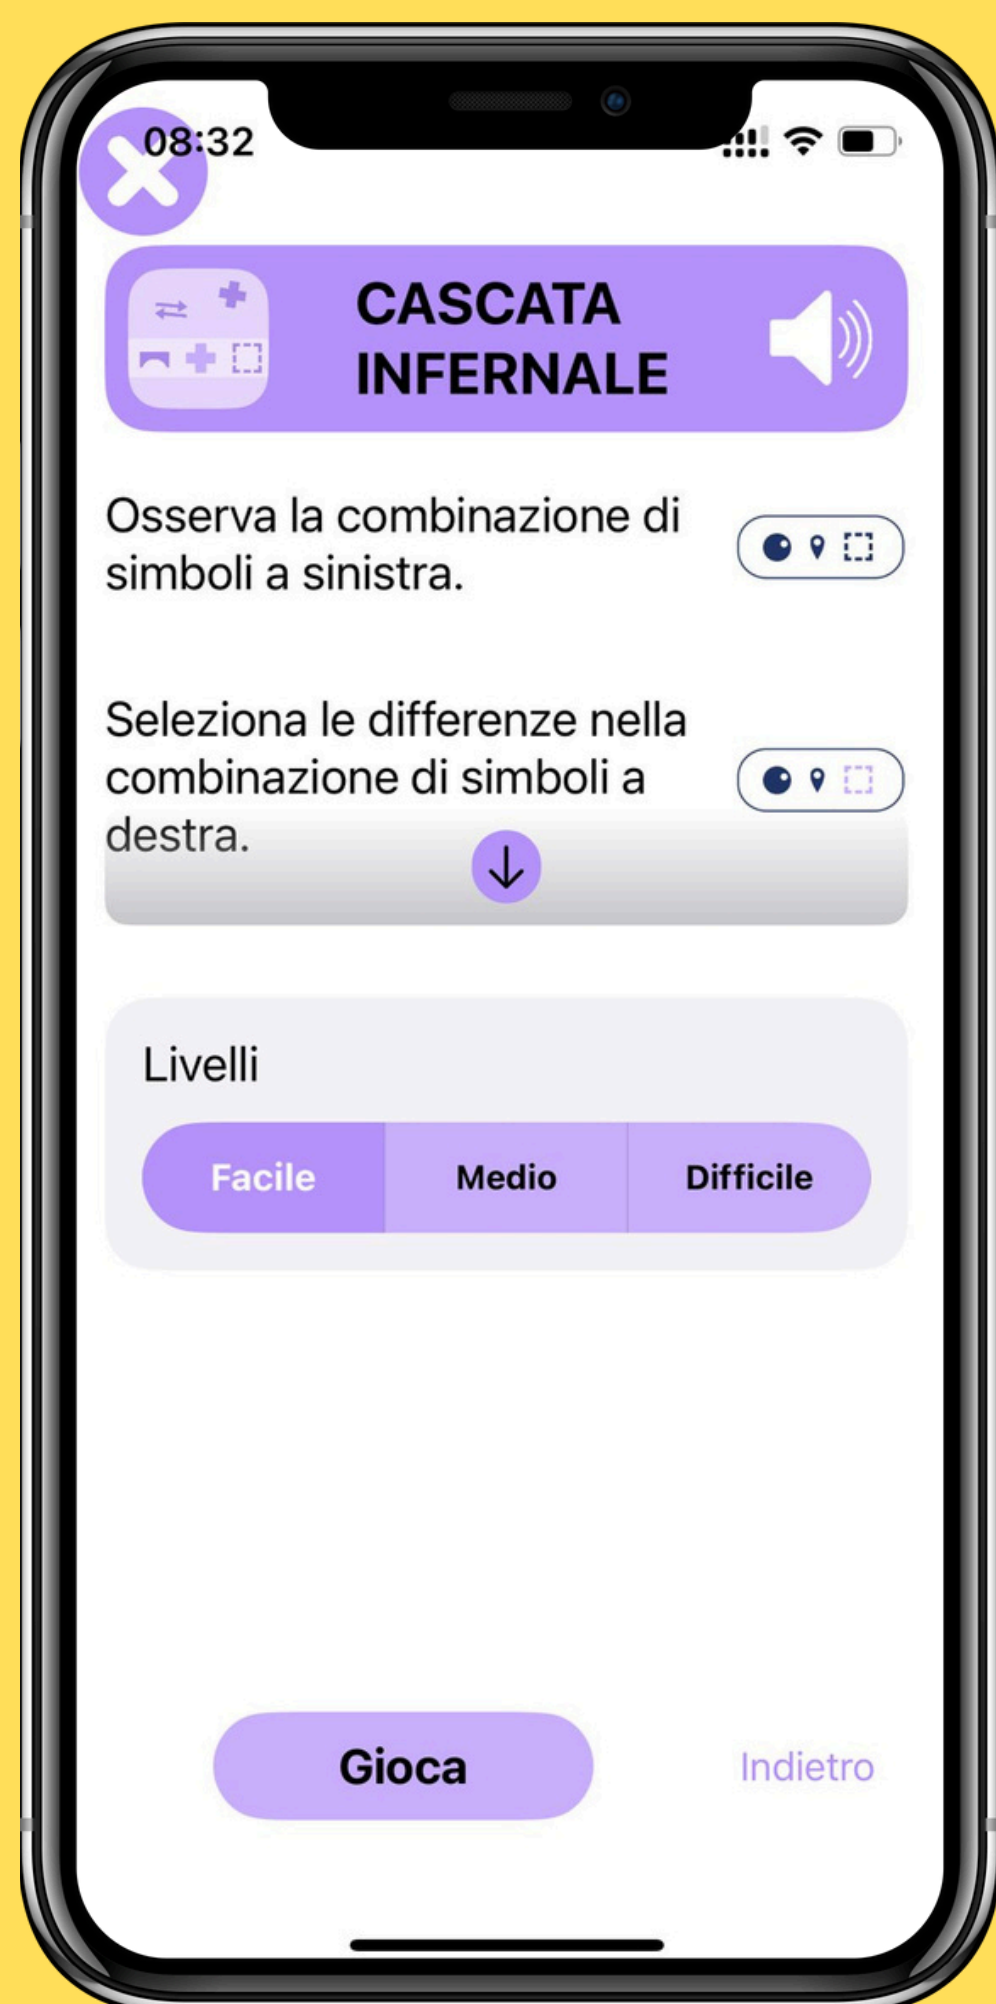 08:32
CASCATA
INFERNALE
Osserva la combinazione di
simboli a sinistra.
Seleziona le differenze nella
combinazione di simboli a
destra.
Livelli
Facile
Medio
Difficile
Gioca
Indietro